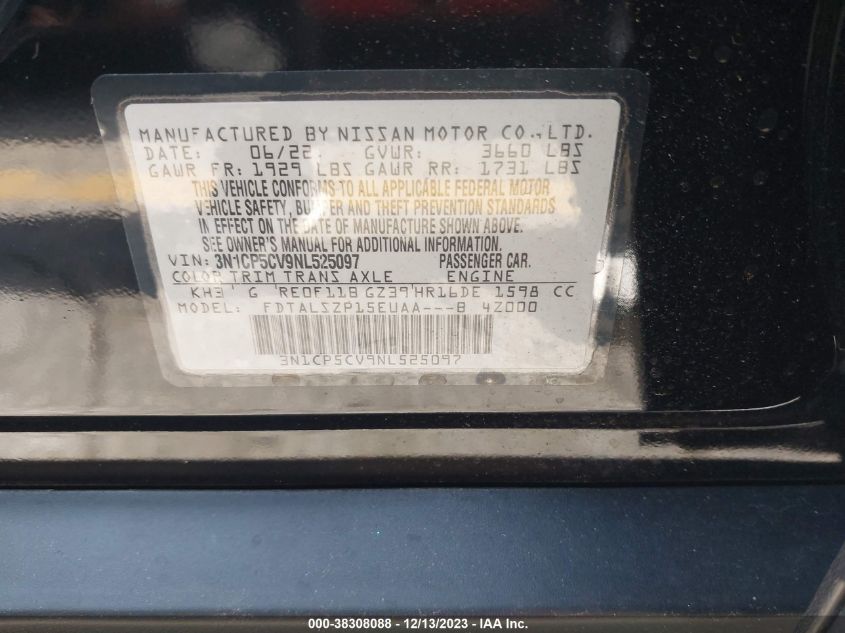 MANUFACTURED BY NISSAN MOTOR CO.,LTD.
DATE: 06/22 GVWR: 3660 LBS
GAWR FR: 1929 LBS GAWR RR: 1731 LBS
THIS VEHICLE CONFORMS TO ALL APPLICABLE FEDERAL MOTOR
VEHICLE SAFETY, BUMPER AND THEFT PREVENTION STANDARDS
IN EFFECT ON THE DATE OF MANUFACTURE SHOWN ABOVE.
SEE OWNER'S MANUAL FOR ADDITIONAL INFORMATION.
VIN: 3N1CP5CV9NL525097 PASSENGER CAR.
COLOR TRIM TRANS AXLE ENGINE
KH3 ' G ' RE0F11B GZ39'HR16DE 1598 CC
MODEL: FDTALSZP15EUAA---B 4Z000
3N1CP5CV9NL525097
000-38308088 - 12/13/2023 - IAA Inc.